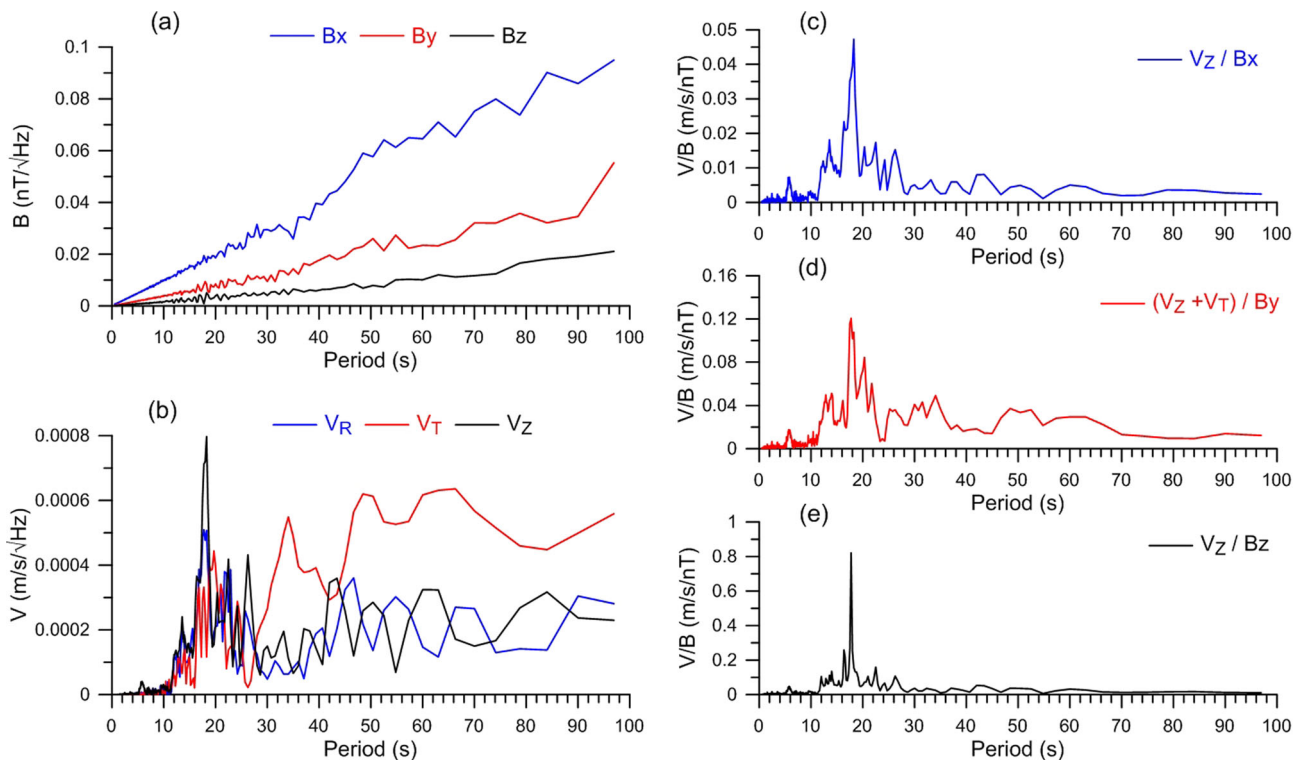 (a)
Bx By Bz
B (nT/√Hz)
0.1
0.08
0.06
0.04
0.02
0
0 10 20 30 40 50 60 70 80 90 100
Period (s)
(b)
VR VT VZ
V (m/s/√Hz)
0.0008
0.0006
0.0004
0.0002
0
0 10 20 30 40 50 60 70 80 90 100
Period (s)
(c)
VZ / Bx
V/B (m/s/nT)
0.05
0.04
0.03
0.02
0.01
0.00
0 10 20 30 40 50 60 70 80 90 100
Period (s)
(d)
(VZ +VT) / By
V/B (m/s/nT)
0.16
0.12
0.08
0.04
0
0 10 20 30 40 50 60 70 80 90 100
Period (s)
(e)
VZ / Bz
V/B (m/s/nT)
1
0.8
0.6
0.4
0.2
0
0 10 20 30 40 50 60 70 80 90 100
Period (s)